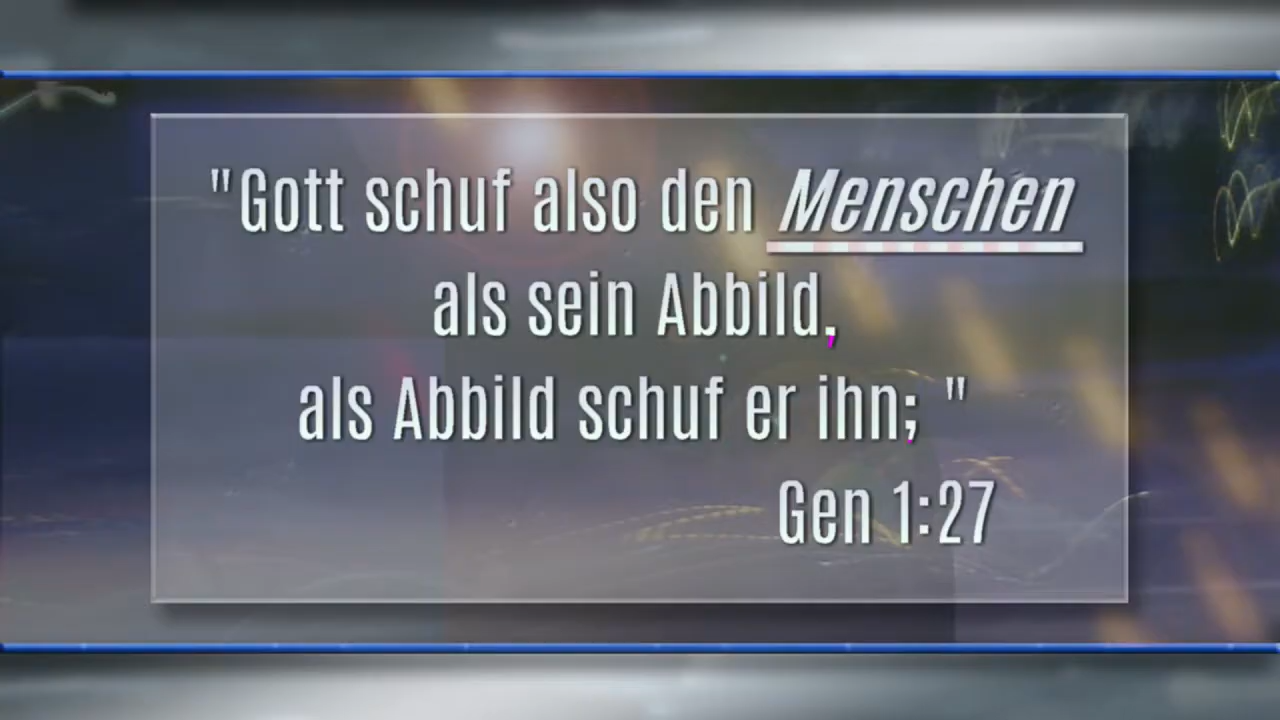 "Gott schuf also den Menschen
als sein Abbild,
als Abbild schuf er ihn; "
Gen 1:27